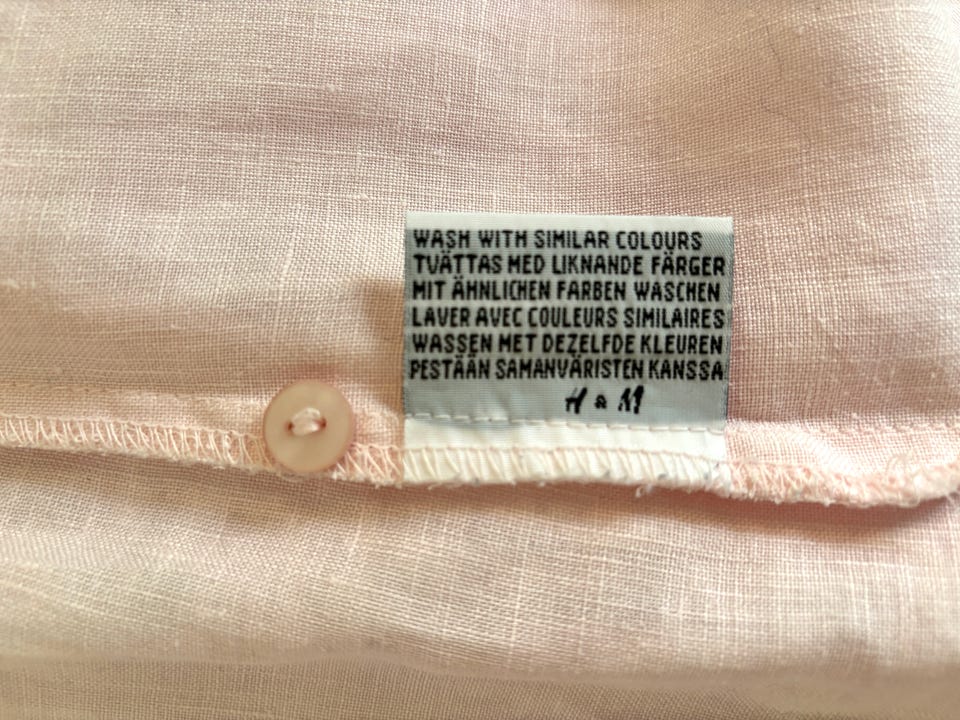 WASH WITH SIMILAR COLOURS
TVÄTTAS MED LIKNANDE FÄRGER
MIT ÄHNLICHEN FARBEN WASCHEN
LAVER AVEC COULEURS SIMILAIRES
WASSEN MET DEZELFDE KLEUREN
PESTÄÄN SAMANVÄRISTEN KANSSA
H & M